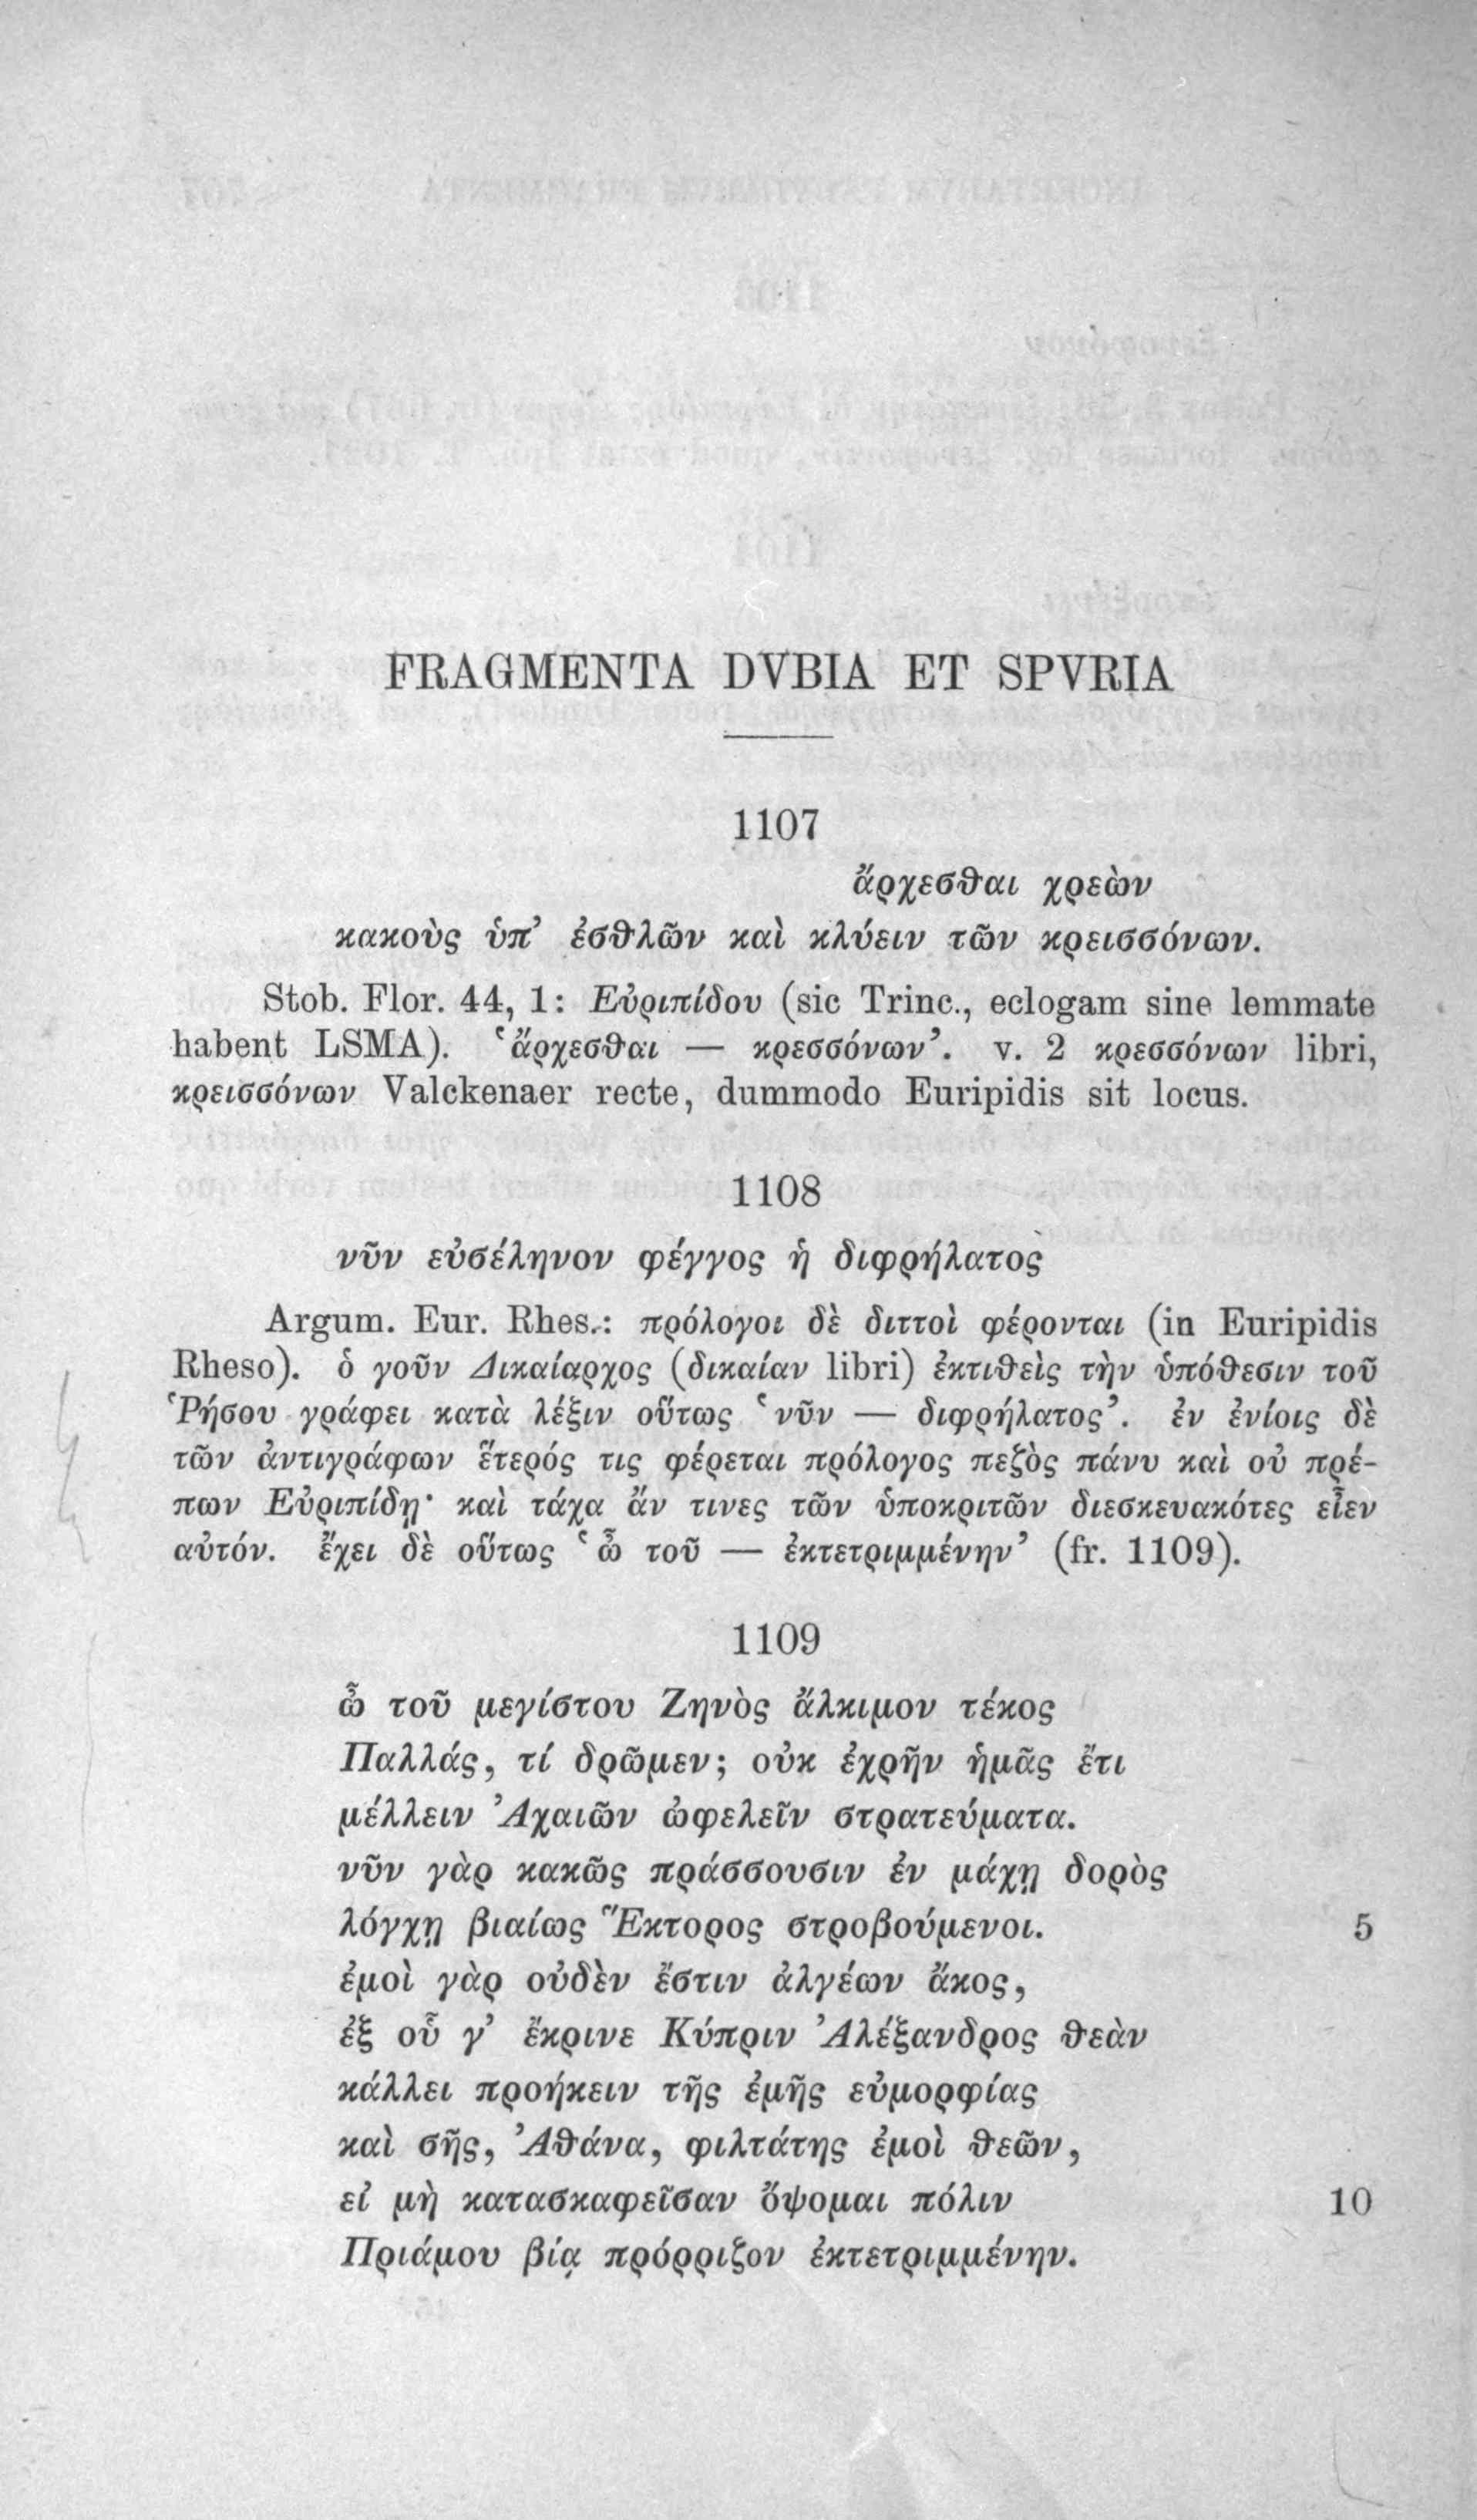 FRAGMENTA DVBIA ET SPVRIA
1107
ἄρχεσθαι χρεὼν
κακοὺς ὑπ’ ἐσθλῶν καὶ κλύειν τῶν κρεισσόνων.
Stob. Flor. 44, 1: Εὐριπίδου (sic Trinc., eclogam sine lemmate
habent LSMA). ‘ἄρχεσθαι — κρεσσόνων’. v. 2 κρεσσόνων libri,
κρεισσόνων Valckenaer recte, dummodo Euripidis sit locus.
1108
νῦν εὐσέληνον φέγγος ἡ διφρήλατος
Argum. Eur. Rhes.: πρόλογοι δὲ διττοὶ φέρονται (in Euripidis
Rheso). ὁ γοῦν Δικαίαρχος (δικαίαν libri) ἐκτιθεὶς τὴν ὑπόθεσιν τοῦ
Ῥήσου γράφει κατὰ λέξιν οὕτως ‘νῦν — διφρήλατος’. ἐν ἐνίοις δὲ
τῶν ἀντιγράφων ἕτερός τις φέρεται πρόλογος πεζὸς πάνυ καὶ οὐ πρέ-
πων Εὐριπίδῃ· καὶ τάχα ἄν τινες τῶν ὑποκριτῶν διεσκευακότες εἶεν
αὐτόν. ἔχει δὲ οὕτως ‘ὦ τοῦ — ἐκτετριμμένην’ (fr. 1109).
1109
ὦ τοῦ μεγίστου Ζηνὸς ἄλκιμον τέκος
Παλλάς, τί δρῶμεν; οὐκ ἐχρῆν ἡμᾶς ἔτι
μέλλειν Ἀχαιῶν ὠφελεῖν στρατεύματα.
νῦν γὰρ κακῶς πράσσουσιν ἐν μάχῃ δορὸς
λόγχῃ βιαίως Ἕκτορος στροβούμενοι. 5
ἐμοὶ γὰρ οὐδὲν ἔστιν ἀλγέων ἄκος,
ἐξ οὗ γ’ ἔκρινε Κύπριν Ἀλέξανδρος θεὰν
κάλλει προήκειν τῆς ἐμῆς εὐμορφίας
καὶ σῆς, Ἀθάνα, φιλτάτης ἐμοὶ θεῶν,
εἰ μὴ κατασκαφεῖσαν ὄψομαι πόλιν 10
Πριάμου βίᾳ πρόρριζον ἐκτετριμμένην.